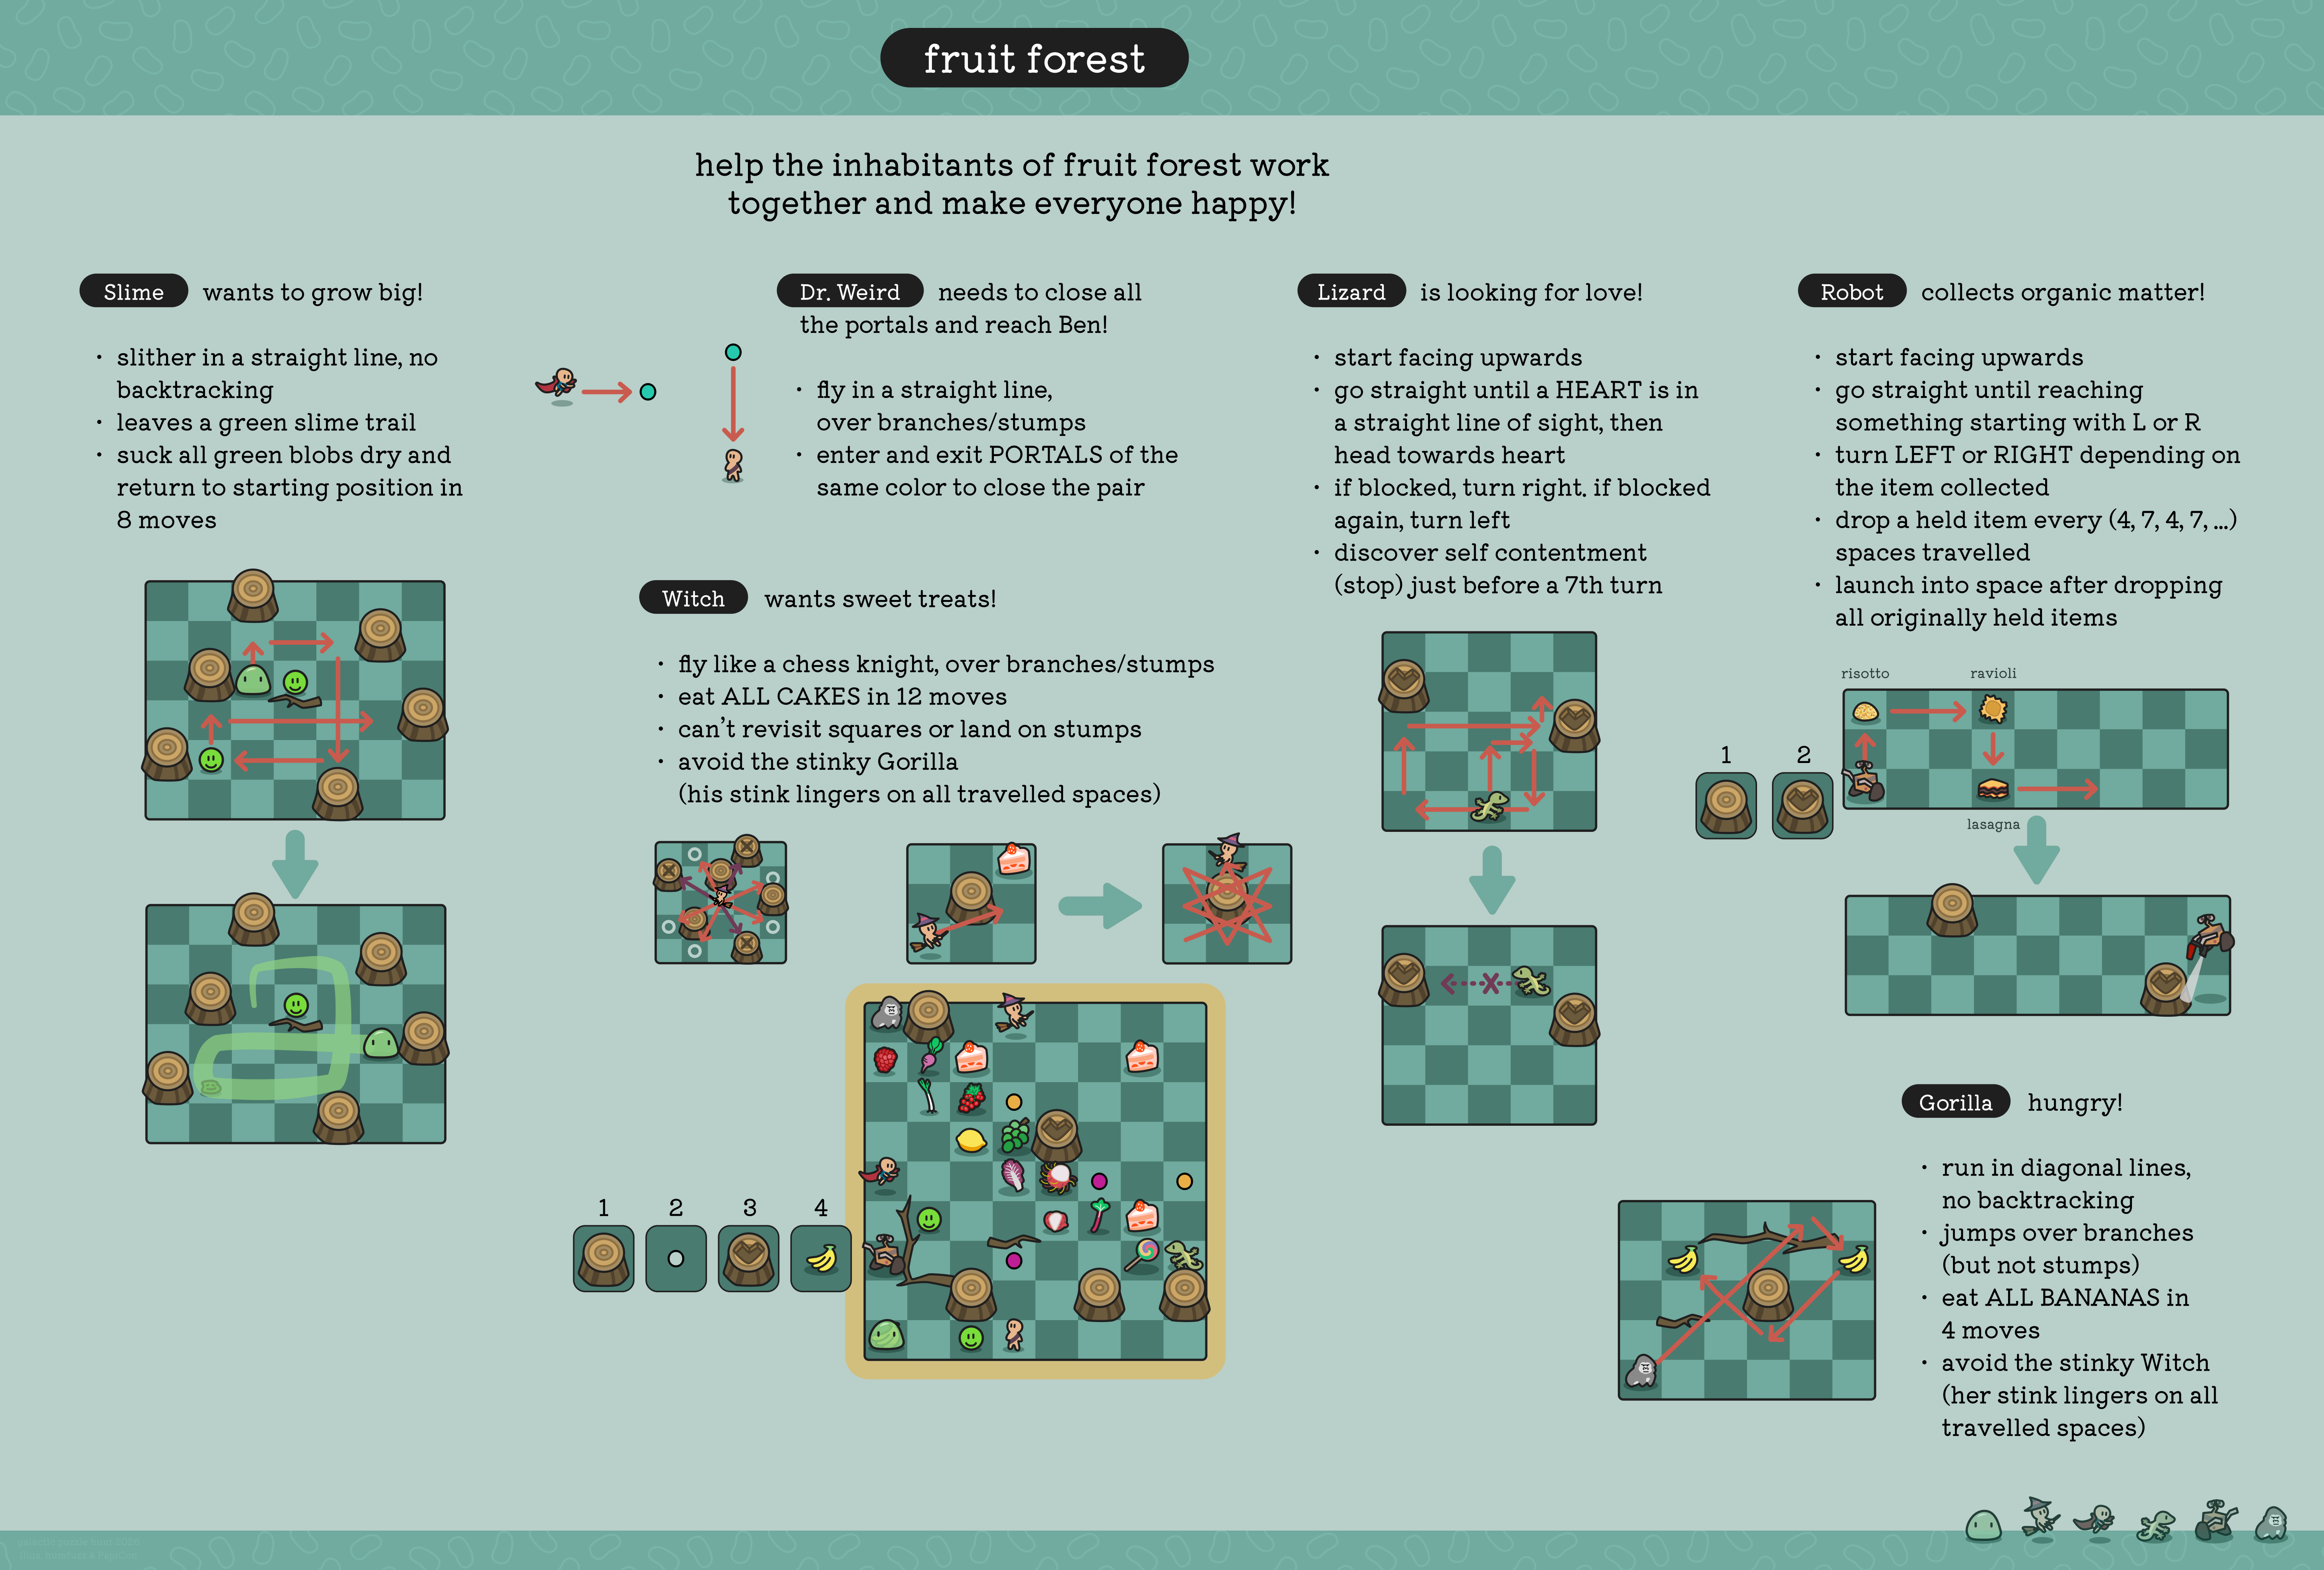 fruit forest
help the inhabitants of fruit forest work
together and make everyone happy!
Slime wants to grow big!
• slither in a straight line, no
backtracking
• leaves a green slime trail
• suck all green blobs dry and
return to starting position in
8 moves
Dr. Weird needs to close all
the portals and reach Ben!
• fly in a straight line,
over branches/stumps
• enter and exit PORTALS of the
same color to close the pair
Witch wants sweet treats!
• fly like a chess knight, over branches/stumps
• eat ALL CAKES in 12 moves
• can't revisit squares or land on stumps
• avoid the stinky Gorilla
(his stink lingers on all travelled spaces)
1 2 3 4
Lizard is looking for love!
• start facing upwards
• go straight until a HEART is in
a straight line of sight, then
head towards heart
• if blocked, turn right. if blocked
again, turn left
• discover self contentment
(stop) just before a 7th turn
Robot collects organic matter!
• start facing upwards
• go straight until reaching
something starting with L or R
• turn LEFT or RIGHT depending on
the item collected
• drop a held item every (4, 7, 4, 7, ...)
spaces travelled
• launch into space after dropping
all originally held items
risotto ravioli
1 2
lasagna
Gorilla hungry!
• run in diagonal lines,
no backtracking
• jumps over branches
(but not stumps)
• eat ALL BANANAS in
4 moves
• avoid the stinky Witch
(her stink lingers on all
travelled spaces)